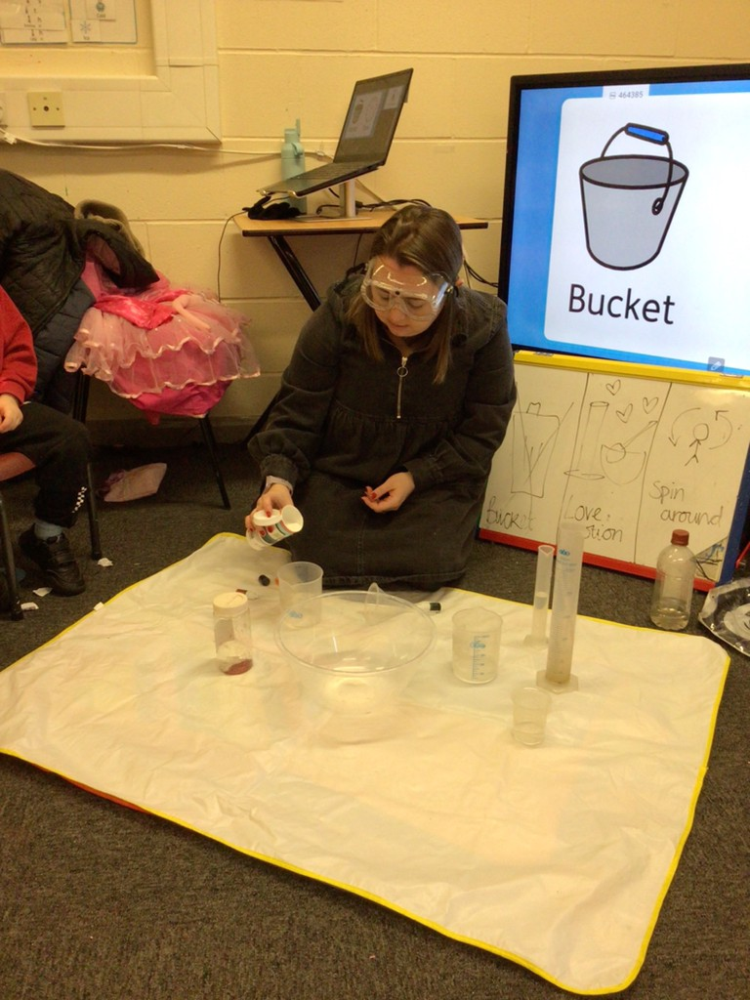 464385
Bucket
Bucket
Love
Potion
Spin
around